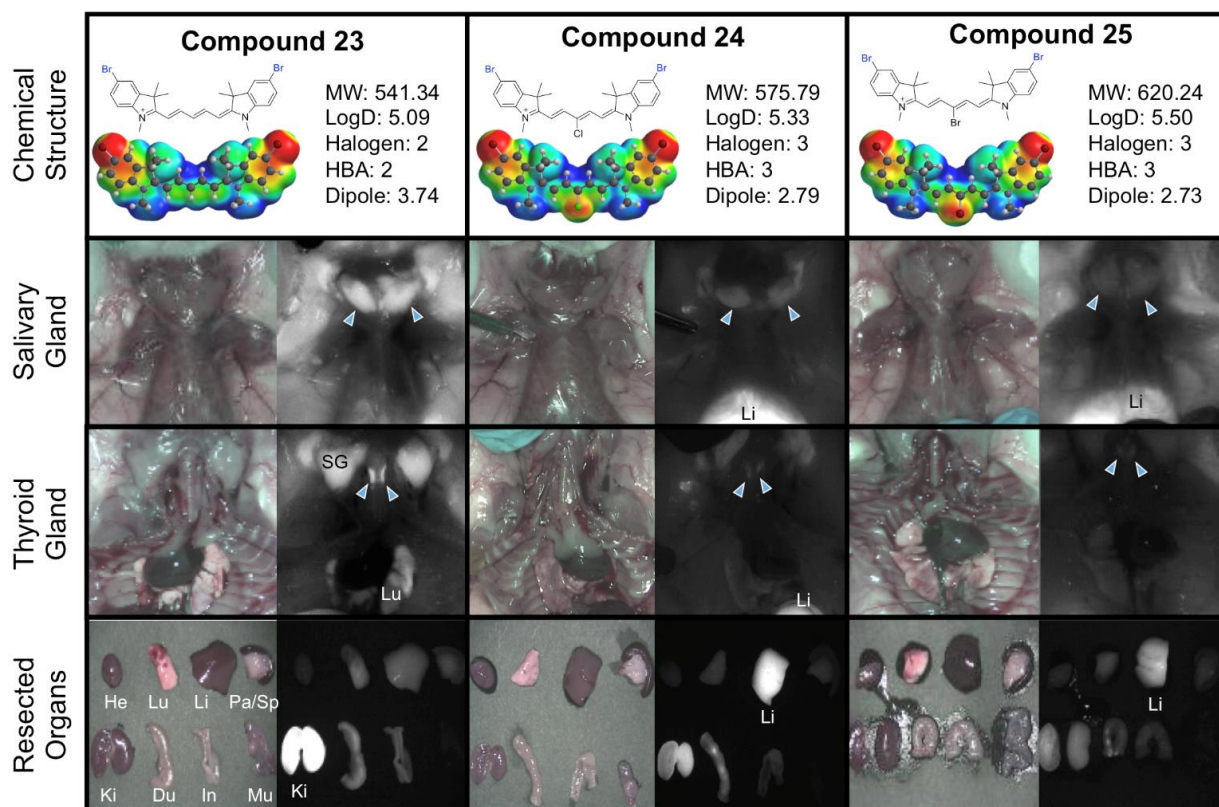 Chemical
Structure
Compound 23
Br
Br
N+
N
MW: 541.34
LogD: 5.09
Halogen: 2
HBA: 2
Dipole: 3.74
Compound 24
Br
Br
N+
N
Cl
MW: 575.79
LogD: 5.33
Halogen: 3
HBA: 3
Dipole: 2.79
Compound 25
Br
Br
N+
N
Br
MW: 620.24
LogD: 5.50
Halogen: 3
HBA: 3
Dipole: 2.73
Salivary
Gland
Li
Li
Thyroid
Gland
SG
Lu
Li
Resected
Organs
He Lu Li Pa/Sp
Ki Du In Mu
Ki
Li
Li